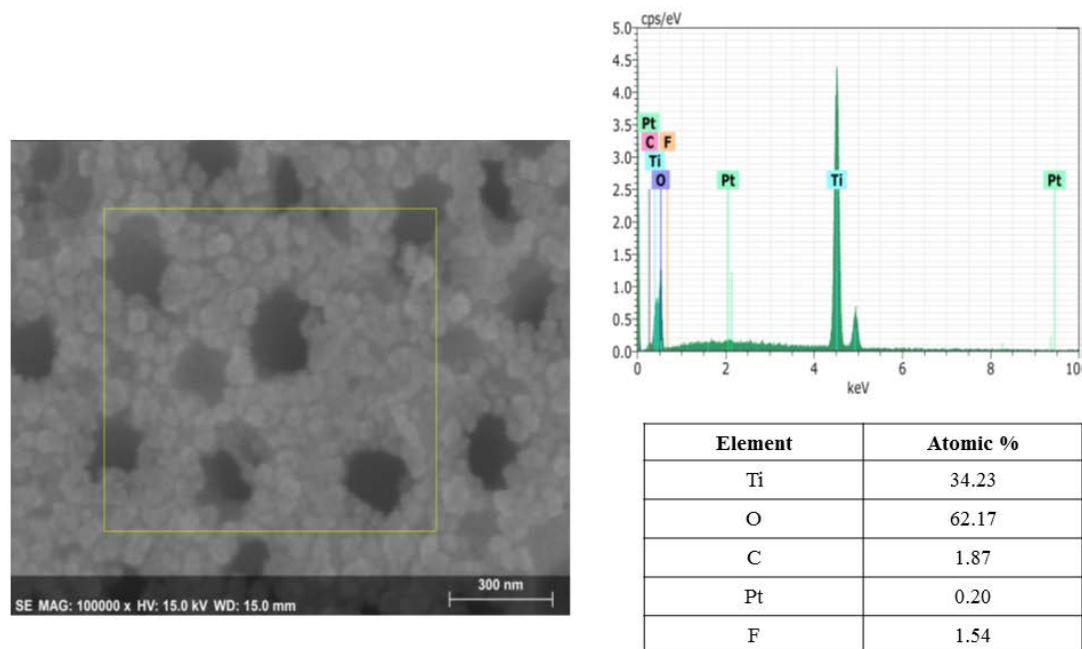 SE MAG: 100000 x HV: 15.0 kV WD: 15.0 mm
300 nm
cps/eV
5.0
4.5
4.0
3.5
3.0
2.5
2.0
1.5
1.0
0.5
0.0
Pt
C F
Ti
O Pt Ti Pt
0 2 4 6 8 10
keV
Element Atomic %
Ti 34.23
O 62.17
C 1.87
Pt 0.20
F 1.54